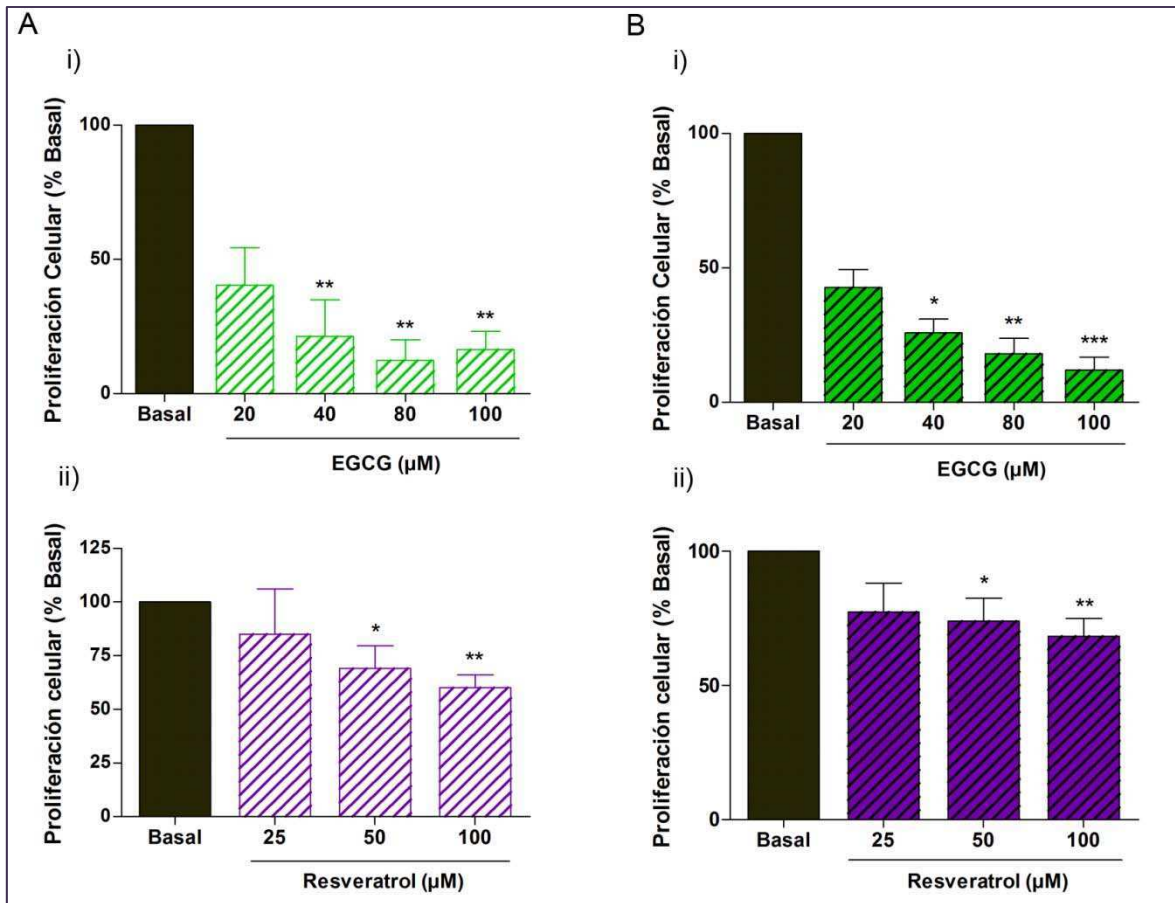 A
i)
Proliferación Celular (% Basal)
100
50
0
**
**
**
Basal
20
40
80
100
EGCG (µM)
ii)
Proliferación celular (% Basal)
125
100
75
50
25
0
*
**
Basal
25
50
100
Resveratrol (µM)
B
i)
Proliferación Celular (% Basal)
100
50
0
*
**
***
Basal
20
40
80
100
EGCG (µM)
ii)
Proliferación celular (% Basal)
100
50
0
*
**
Basal
25
50
100
Resveratrol (µM)